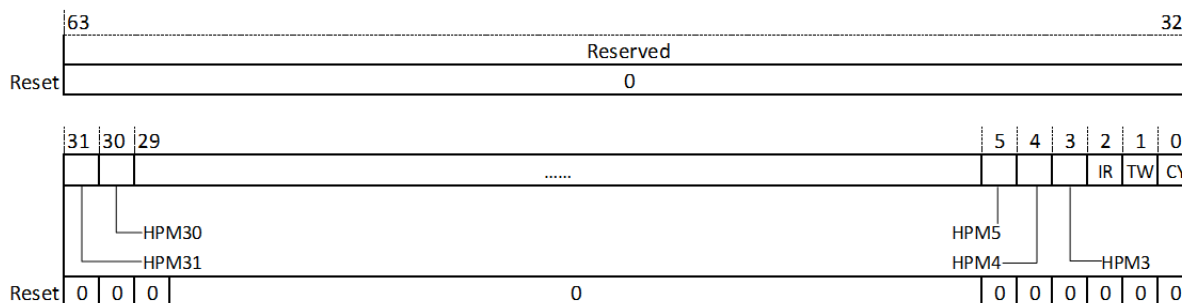 63 32
Reserved
Reset 0
31 30 29 5 4 3 2 1 0
...... IR TW CY
HPM30 HPM5
HPM31 HPM4 HPM3
Reset 0 0 0 0 0 0 0 0 0 0